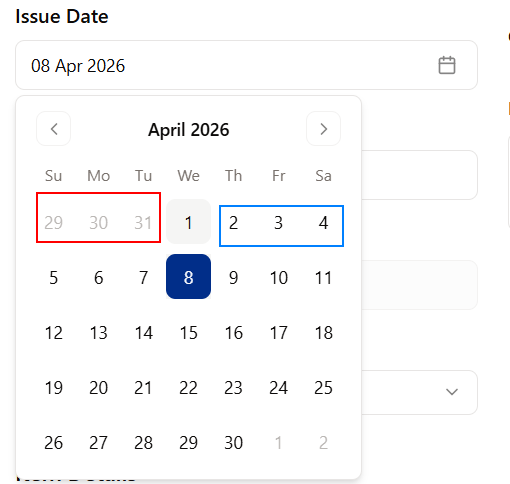 Issue Date
08 Apr 2026
April 2026
Su Mo Tu We Th Fr Sa
29 30 31 1 2 3 4
5 6 7 8 9 10 11
12 13 14 15 16 17 18
19 20 21 22 23 24 25
26 27 28 29 30 1 2